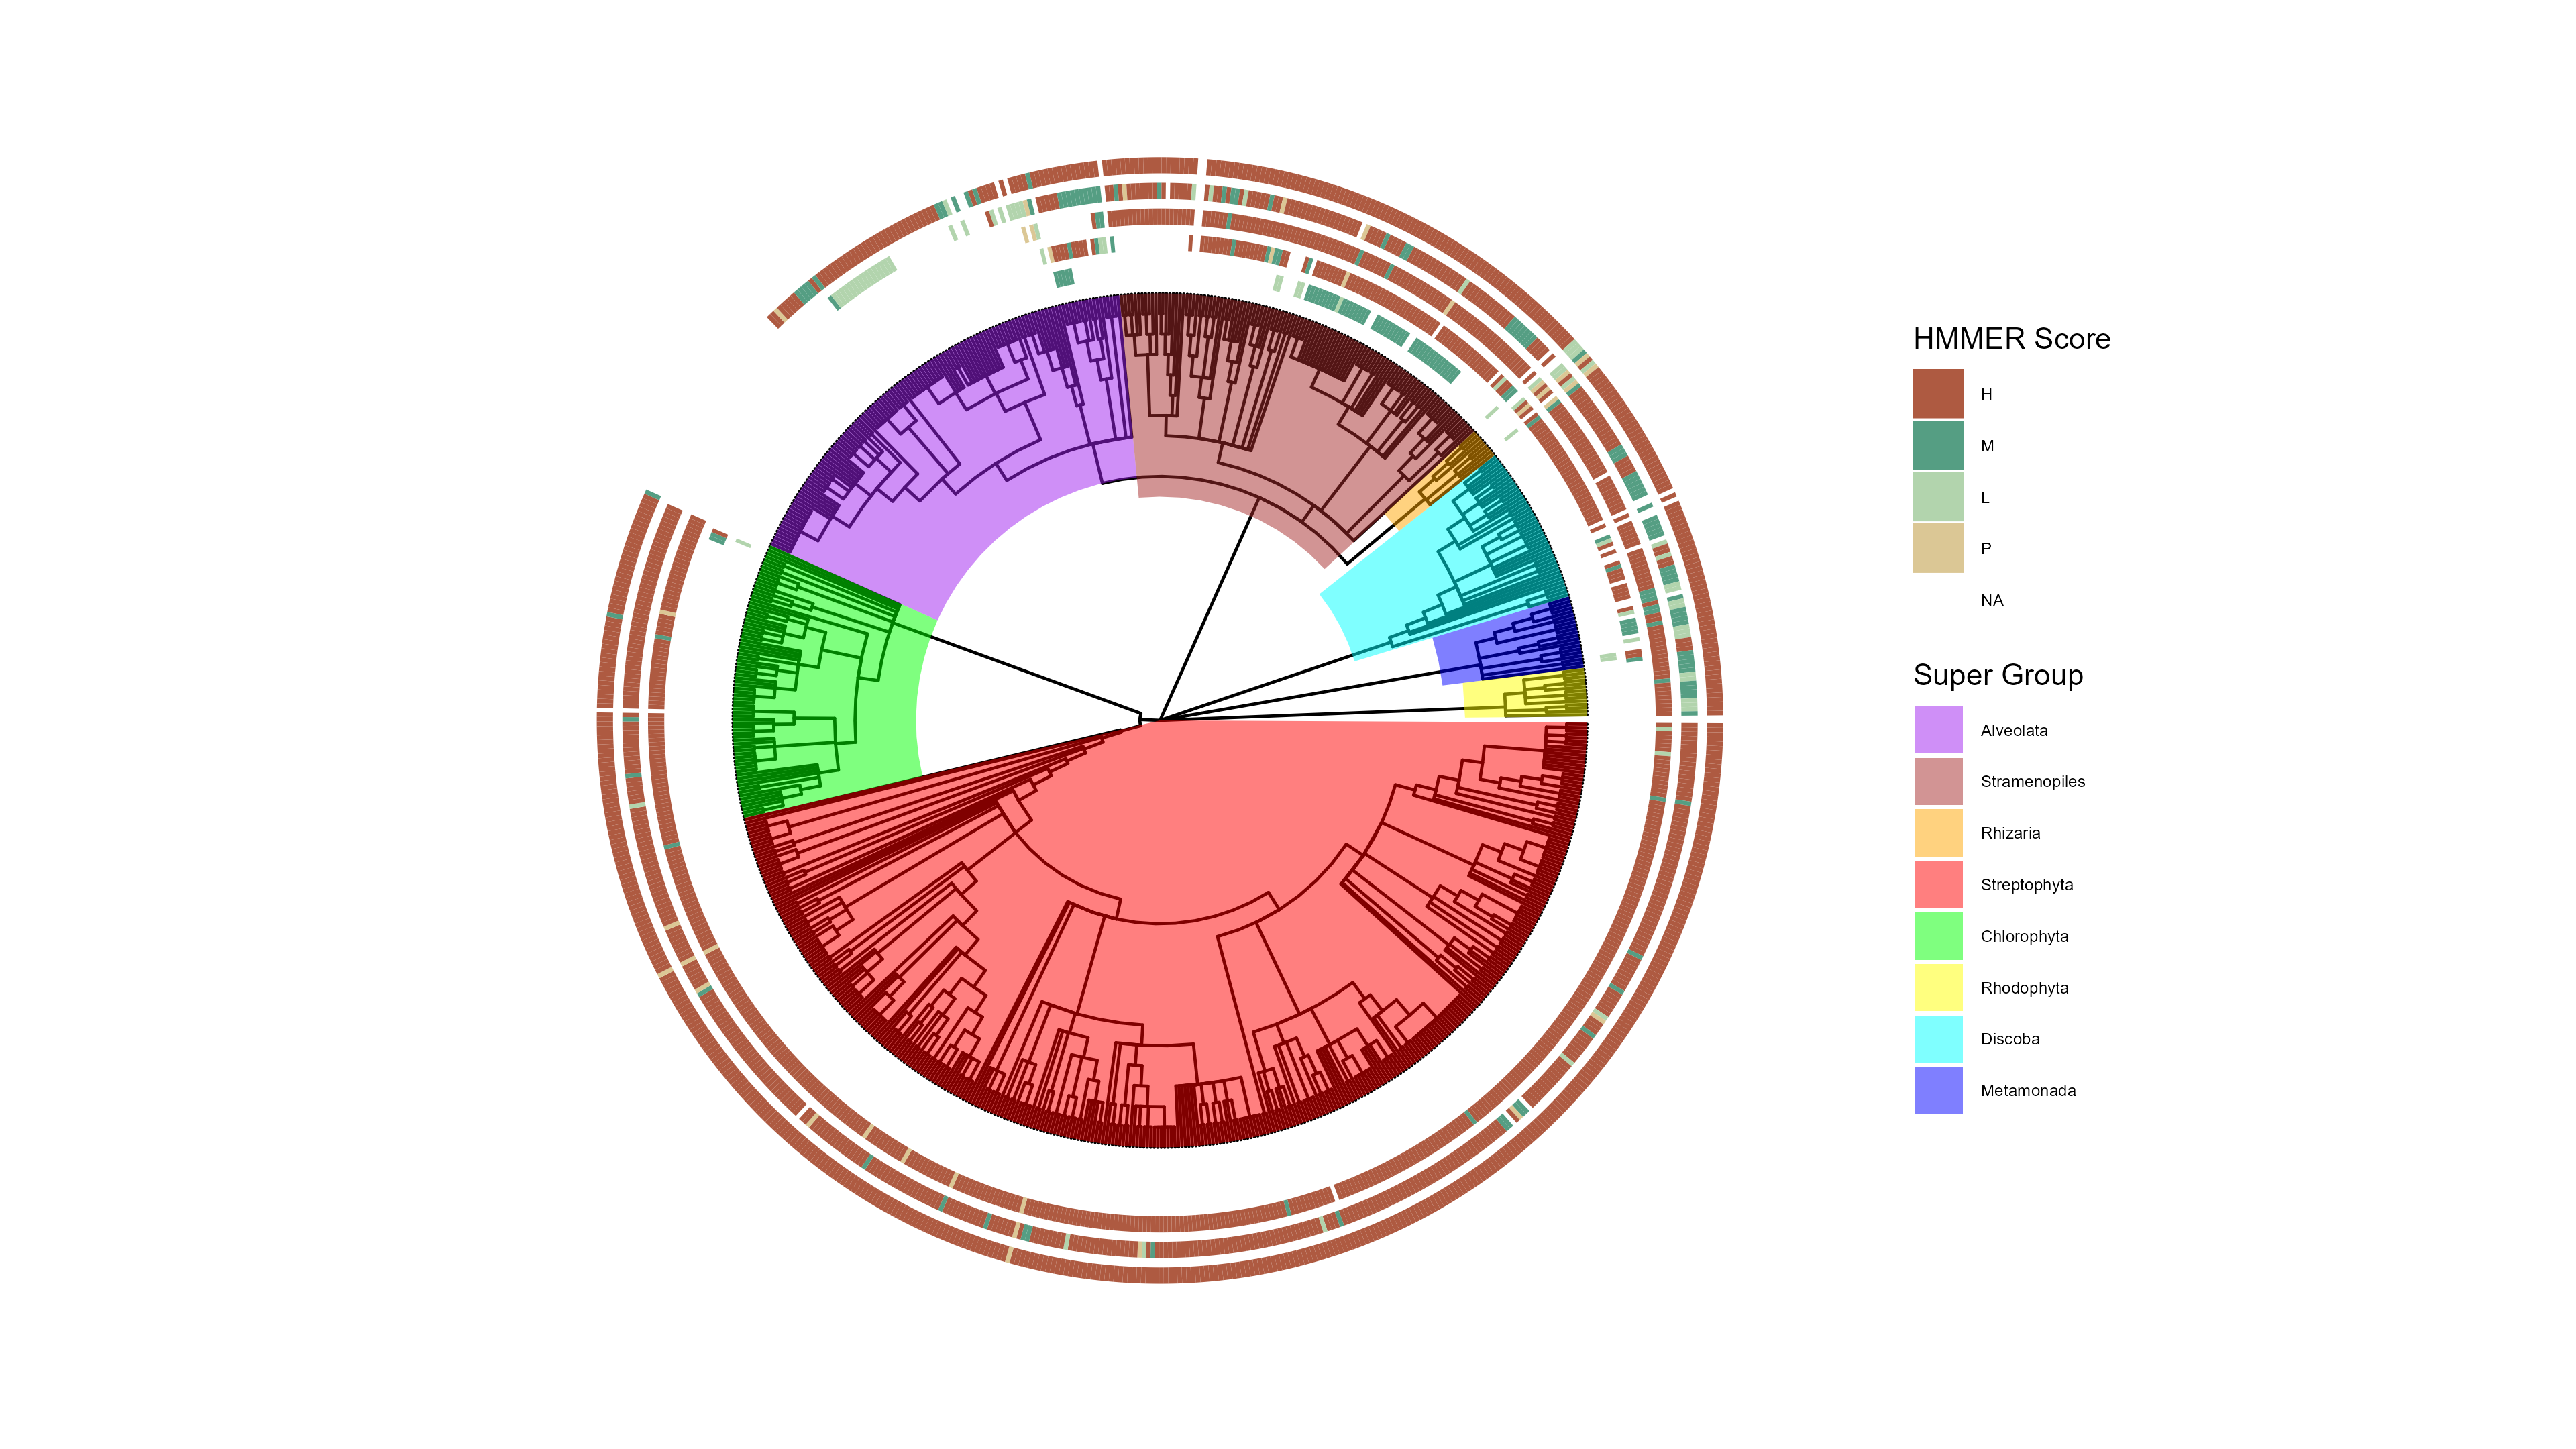 HMMER Score
H
M
L
P
NA
Super Group
Alveolata
Stramenopiles
Rhizaria
Streptophyta
Chlorophyta
Rhodophyta
Discoba
Metamonada